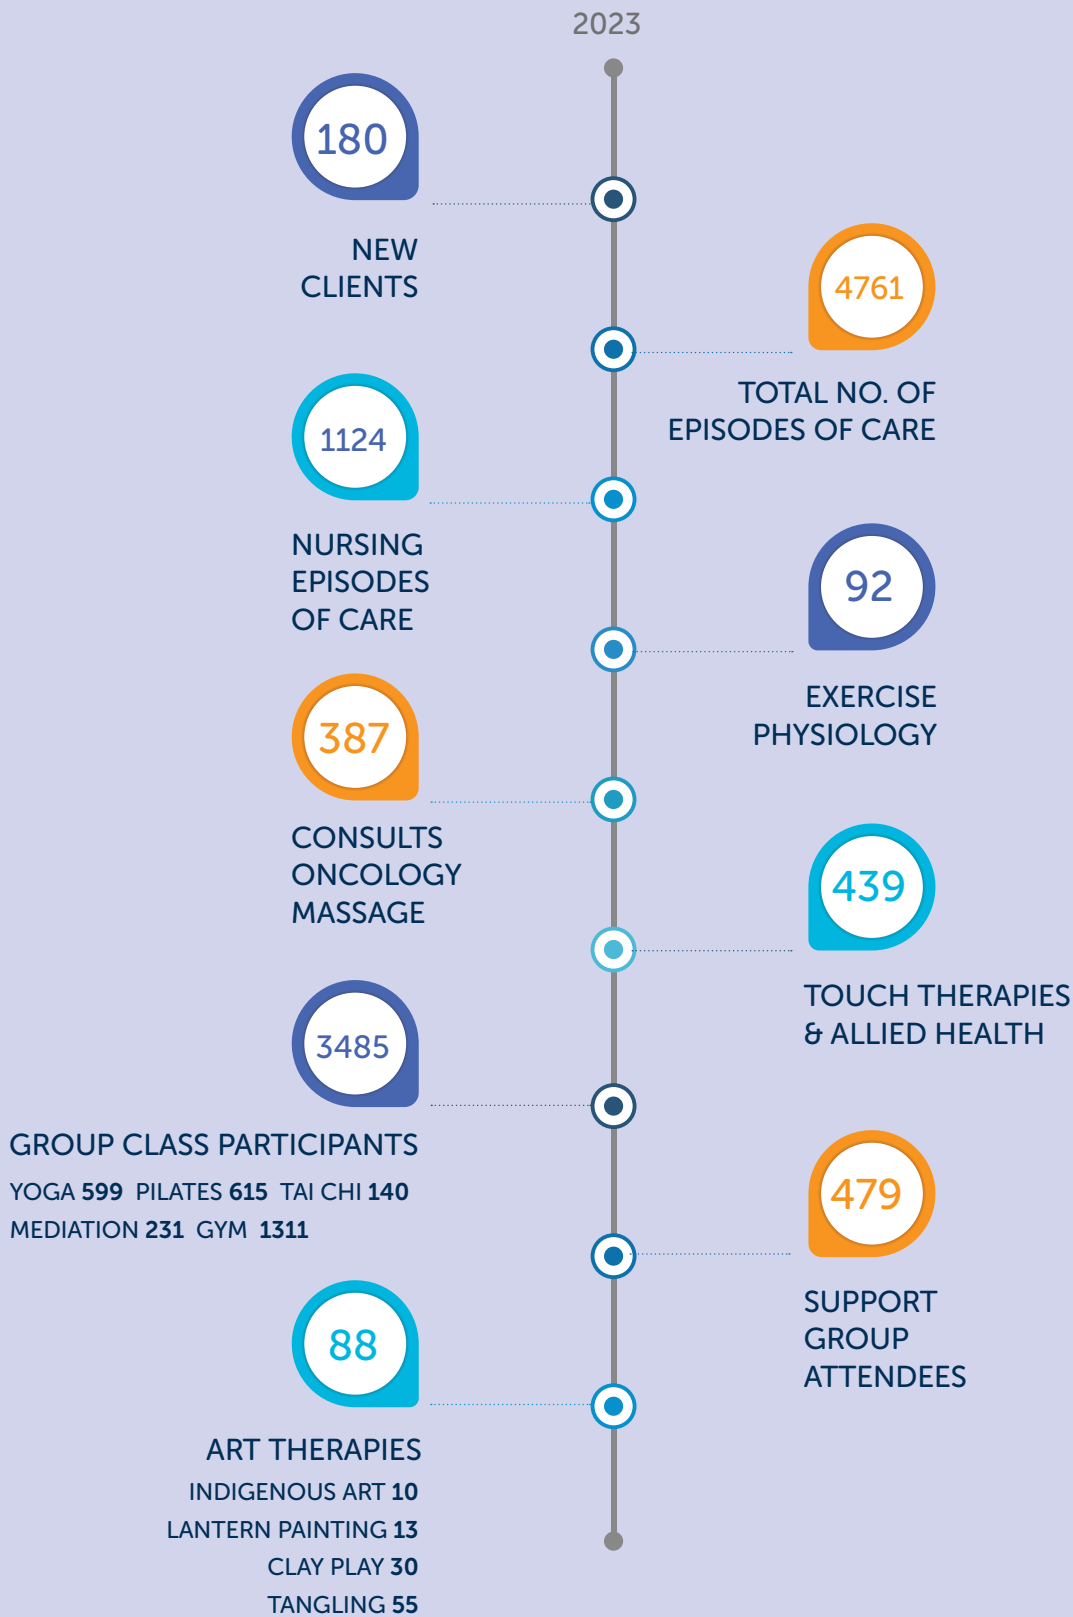 2023
180
NEW
CLIENTS
4761
TOTAL NO. OF
EPISODES OF CARE
1124
NURSING
EPISODES
OF CARE
92
EXERCISE
PHYSIOLOGY
387
CONSULTS
ONCOLOGY
MASSAGE
439
TOUCH THERAPIES
& ALLIED HEALTH
3485
GROUP CLASS PARTICIPANTS
YOGA 599 PILATES 615 TAI CHI 140
MEDIATION 231 GYM 1311
479
SUPPORT
GROUP
ATTENDEES
88
ART THERAPIES
INDIGENOUS ART 10
LANTERN PAINTING 13
CLAY PLAY 30
TANGLING 55